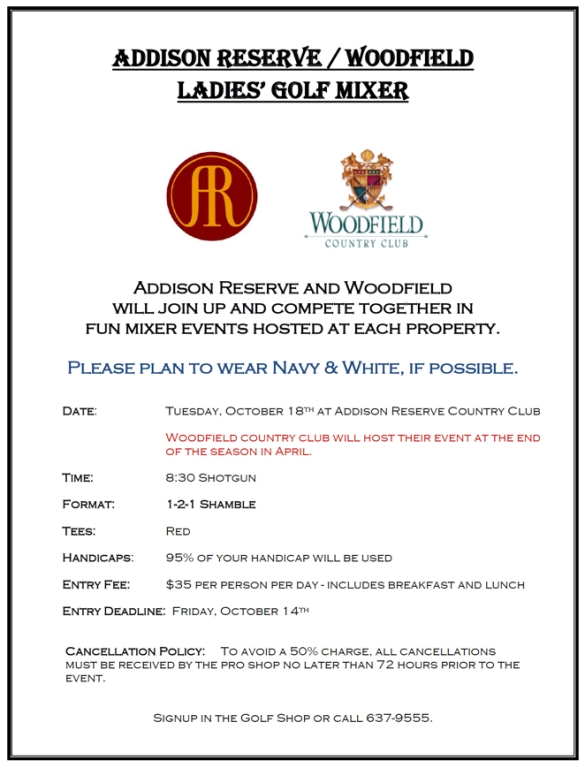 Addison Reserve / Woodfield
Ladies' Golf Mixer
AR
Woodfield
Country Club
Addison Reserve and Woodfield
will join up and compete together in
fun mixer events hosted at each property.
Please plan to wear Navy & White, if possible.
Date: Tuesday, October 18th at Addison Reserve Country Club
Woodfield country club will host their event at the end
of the season in April.
Time: 8:30 Shotgun
Format: 1-2-1 Shamble
Tees: Red
Handicaps: 95% of your handicap will be used
Entry Fee: $35 per person per day - includes breakfast and lunch
Entry Deadline: Friday, October 14th
Cancellation Policy: To avoid a 50% charge, all cancellations
must be received by the pro shop no later than 72 hours prior to the
event.
Signup in the Golf Shop or call 637-9555.